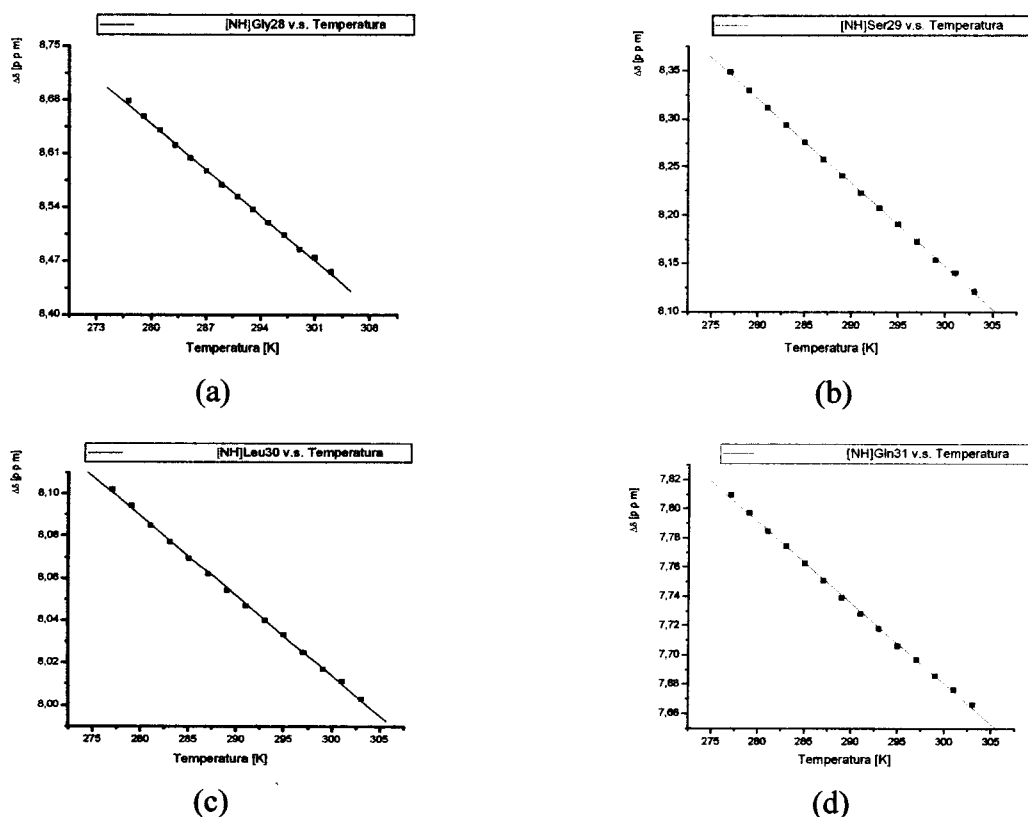 [NH]Gly28 v.s. Temperatura
Δδ [p p m]
8,75
8,68
8,61
8,54
8,47
8,40
273 280 287 294 301 308
Temperatura [K]
(a)
[NH]Ser29 v.s. Temperatura
Δδ [p p m]
8,35
8,30
8,25
8,20
8,15
8,10
275 280 285 290 295 300 305
Temperatura [K]
(b)
[NH]Leu30 v.s. Temperatura
Δδ [p p m]
8,10
8,08
8,06
8,04
8,02
8,00
275 280 285 290 295 300 305
Temperatura [K]
(c)
[NH]Gln31 v.s. Temperatura
Δδ [p p m]
7,82
7,80
7,78
7,76
7,74
7,72
7,70
7,68
7,66
275 280 285 290 295 300 305
Temperatura [K]
(d)